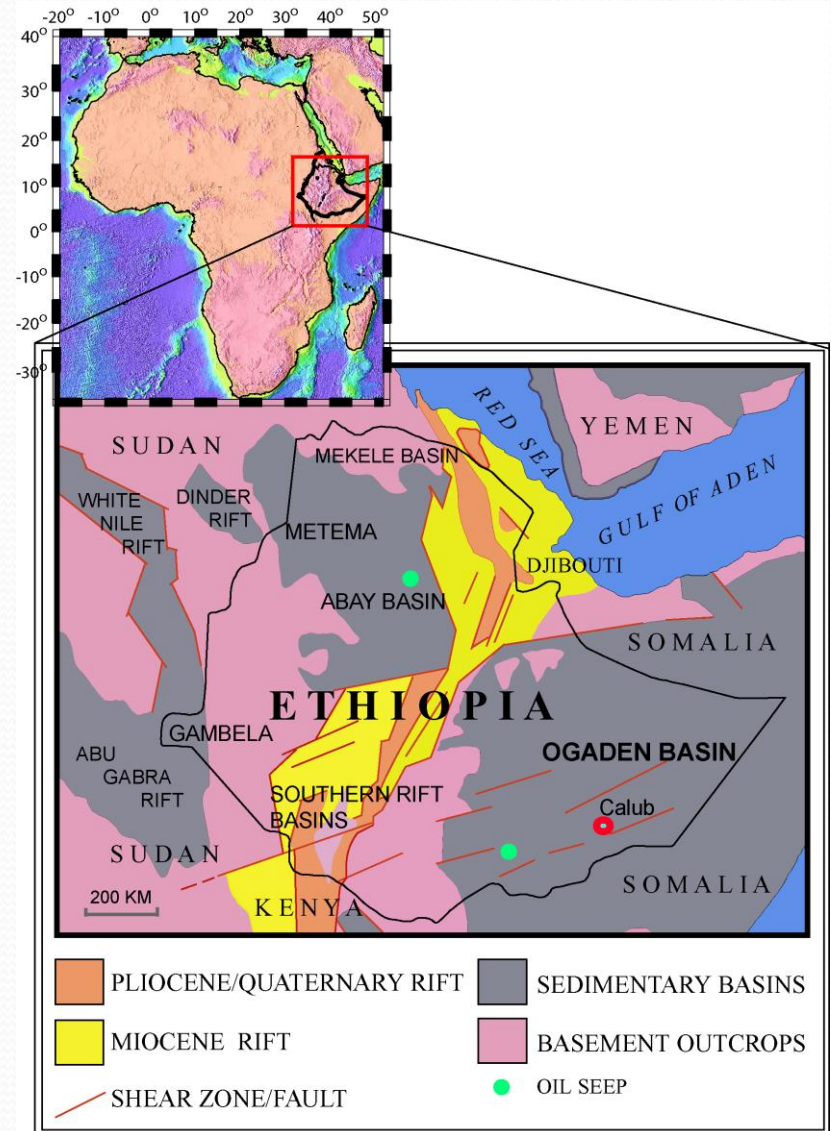 -20° -10° 0° 10° 20° 30° 40° 50°
40°
30°
20°
10°
0°
-10°
-20°
-30°
RED SEA
YEMEN
SUDAN
MEKELE BASIN
GULF OF ADEN
WHITE
NILE
RIFT
DINDER
RIFT
METEMA
DJIBOUTI
ABAY BASIN
SOMALIA
ETHIOPIA
GAMBELA
OGADEN BASIN
ABU
GABRA
RIFT
SOUTHERN RIFT
BASINS
Calub
SUDAN
SOMALIA
200 KM
KENYA
PLIOCENE/QUATERNARY RIFT
SEDIMENTARY BASINS
MIOCENE RIFT
BASEMENT OUTCROPS
SHEAR ZONE/FAULT
OIL SEEP